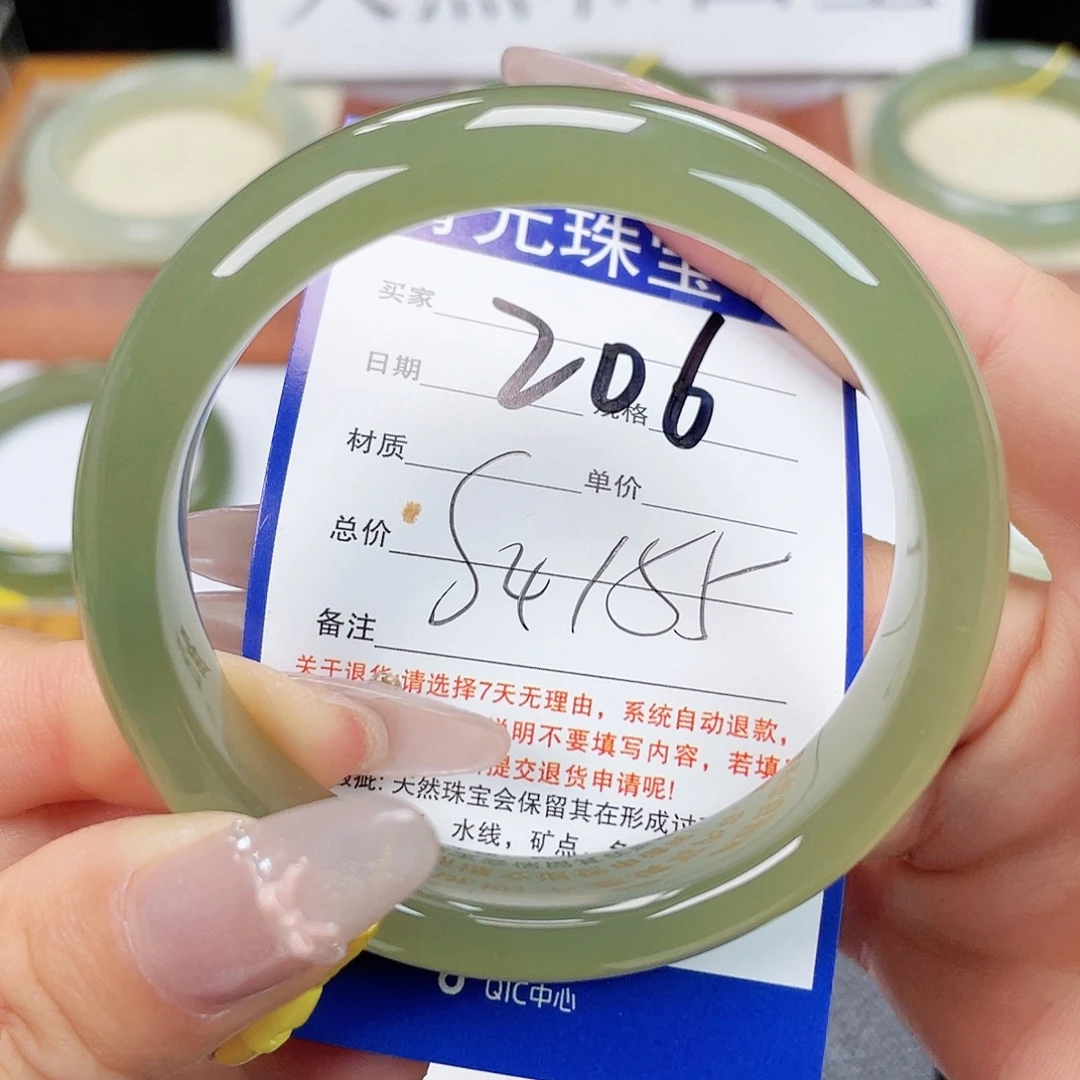 元珠宝
买家
206
日期
规格
材质
单价
S4155
总价
备注
关于退货:请选择7天无理由，系统自动退款，
说明不要填写内容，若填
提交退货申请呢!
天然珠宝会保留其在形成过
水线，矿点
QIC中心